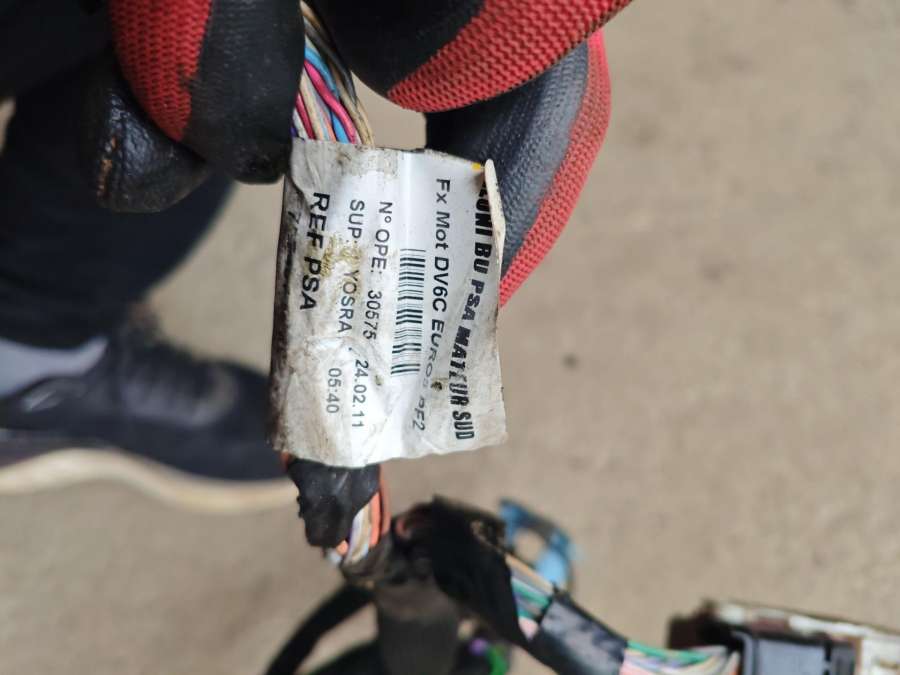 BU PSA MATEUR SUD
Fx Mot DV6C EURO5 PF2
N° OPE: 30575
SUP: YOSRA 24.02.11
05:40
REF PSA